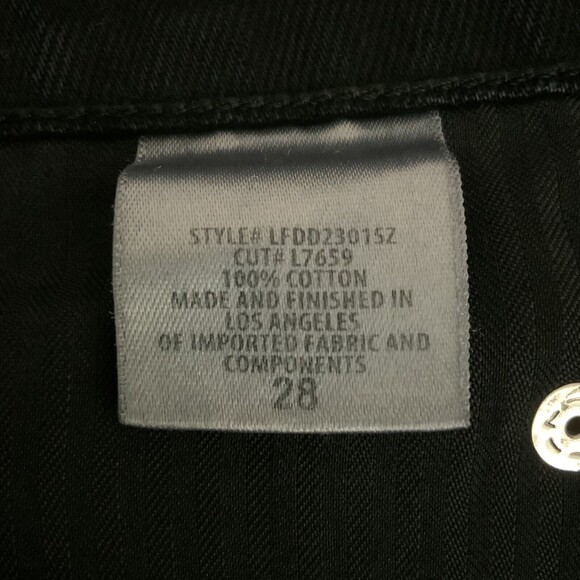 STYLE# LFDD23015Z
CUT# L7659
100% COTTON
MADE AND FINISHED IN
LOS ANGELES
OF IMPORTED FABRIC AND
COMPONENTS
28